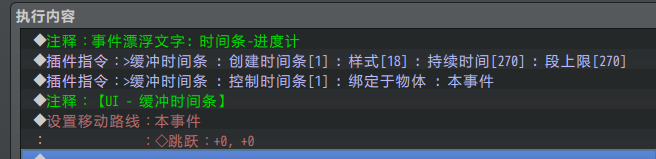 执行内容
◆注释：事件漂浮文字: 时间条-进度计
◆插件指令：>缓冲时间条 : 创建时间条[1] : 样式[18] : 持续时间[270] : 段上限[270]
◆插件指令：>缓冲时间条 : 控制时间条[1] : 绑定于物体 : 本事件
◆注释：【UI - 缓冲时间条】
◆设置移动路线：本事件
：　　　　　　：◇跳跃：+0, +0
◆